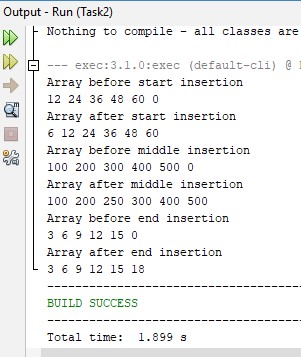 Output - Run (Task2)
Nothing to compile - all classes are
--- exec:3.1.0:exec (default-cli) @
Array before start insertion
12 24 36 48 60 0
Array after start insertion
6 12 24 36 48 60
Array before middle insertion
100 200 300 400 500 0
Array after middle insertion
100 200 250 300 400 500
Array before end insertion
3 6 9 12 15 0
Array after end insertion
3 6 9 12 15 18
------------------------------------
BUILD SUCCESS
------------------------------------
Total time:  1.899 s